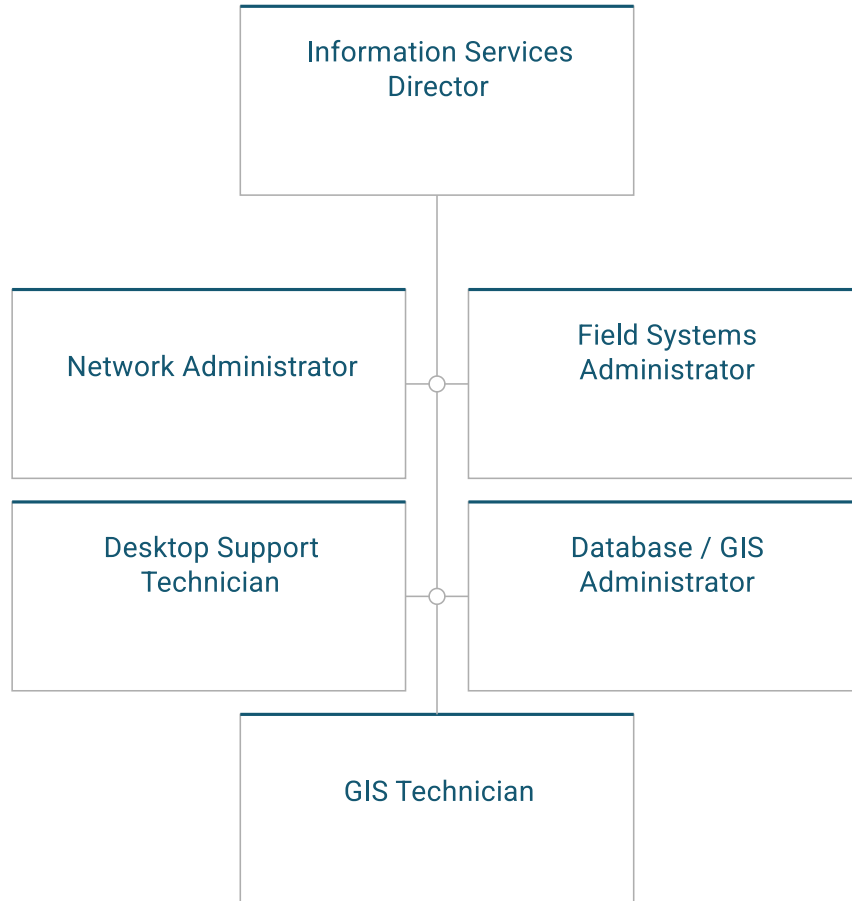 Information Services
Director
Network Administrator
Field Systems
Administrator
Desktop Support
Technician
Database / GIS
Administrator
GIS Technician